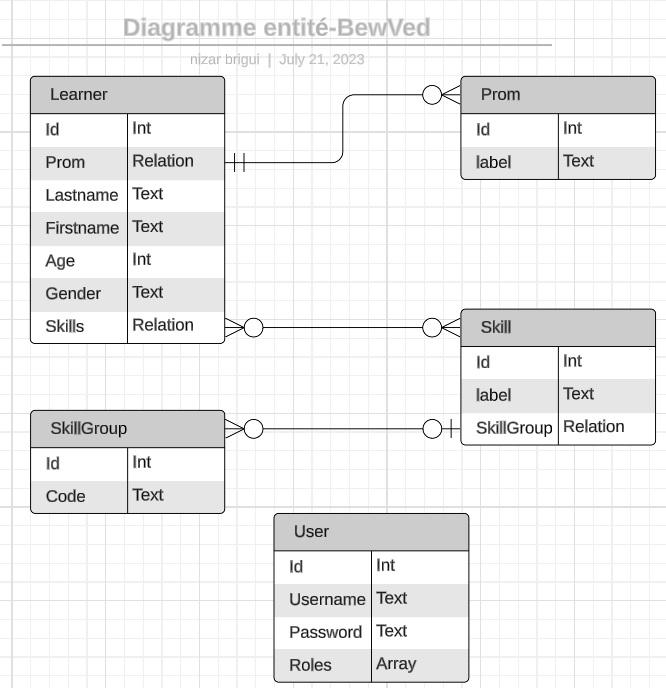 Diagramme entité-BewVed
nizar brigui | July 21, 2023
Learner
Id Int
Prom Relation
Lastname Text
Firstname Text
Age Int
Gender Text
Skills Relation
Prom
Id Int
label Text
Skill
Id Int
label Text
SkillGroup Relation
SkillGroup
Id Int
Code Text
User
Id Int
Username Text
Password Text
Roles Array